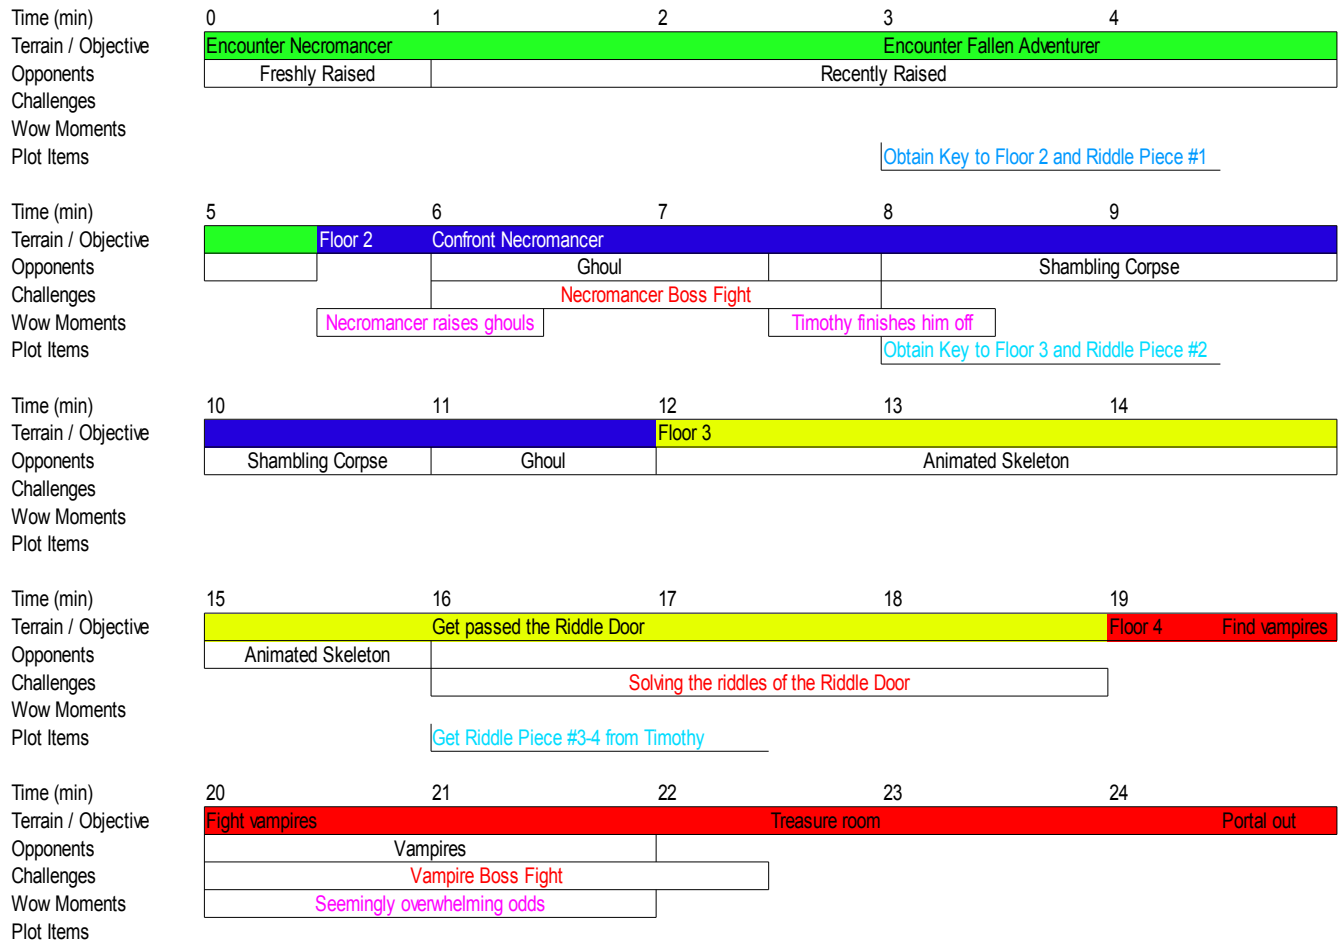 Time (min) 0 1 2 3 4
Terrain / Objective Encounter Necromancer Encounter Fallen Adventurer
Opponents Freshly Raised Recently Raised
Challenges
Wow Moments
Plot Items Obtain Key to Floor 2 and Riddle Piece #1
Time (min) 5 6 7 8 9
Terrain / Objective Floor 2 Confront Necromancer
Opponents Ghoul Shambling Corpse
Challenges Necromancer Boss Fight
Wow Moments Necromancer raises ghouls Timothy finishes him off
Plot Items Obtain Key to Floor 3 and Riddle Piece #2
Time (min) 10 11 12 13 14
Terrain / Objective Floor 3
Opponents Shambling Corpse Ghoul Animated Skeleton
Challenges
Wow Moments
Plot Items
Time (min) 15 16 17 18 19
Terrain / Objective Get passed the Riddle Door Floor 4 Find vampires
Opponents Animated Skeleton
Challenges Solving the riddles of the Riddle Door
Wow Moments
Plot Items Get Riddle Piece #3-4 from Timothy
Time (min) 20 21 22 23 24
Terrain / Objective Fight vampires Treasure room Portal out
Opponents Vampires
Challenges Vampire Boss Fight
Wow Moments Seemingly overwhelming odds
Plot Items